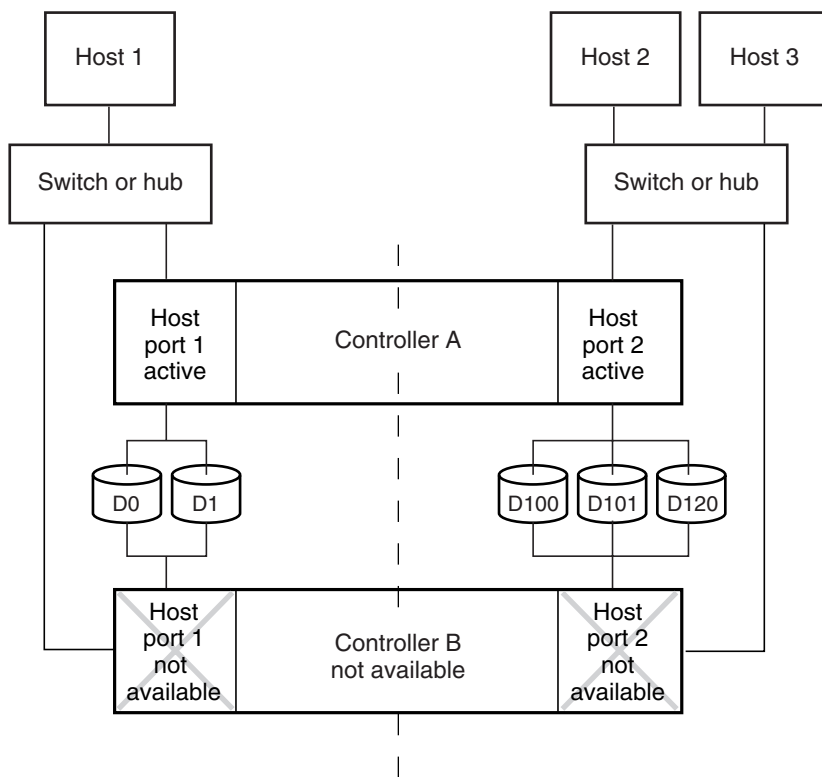 Host 1
Host 2
Host 3
Switch or hub
Switch or hub
Host
port 1
active
Controller A
Host
port 2
active
D0
D1
D100
D101
D120
Host
port 1
not
available
Controller B
not available
Host
port 2
not
available